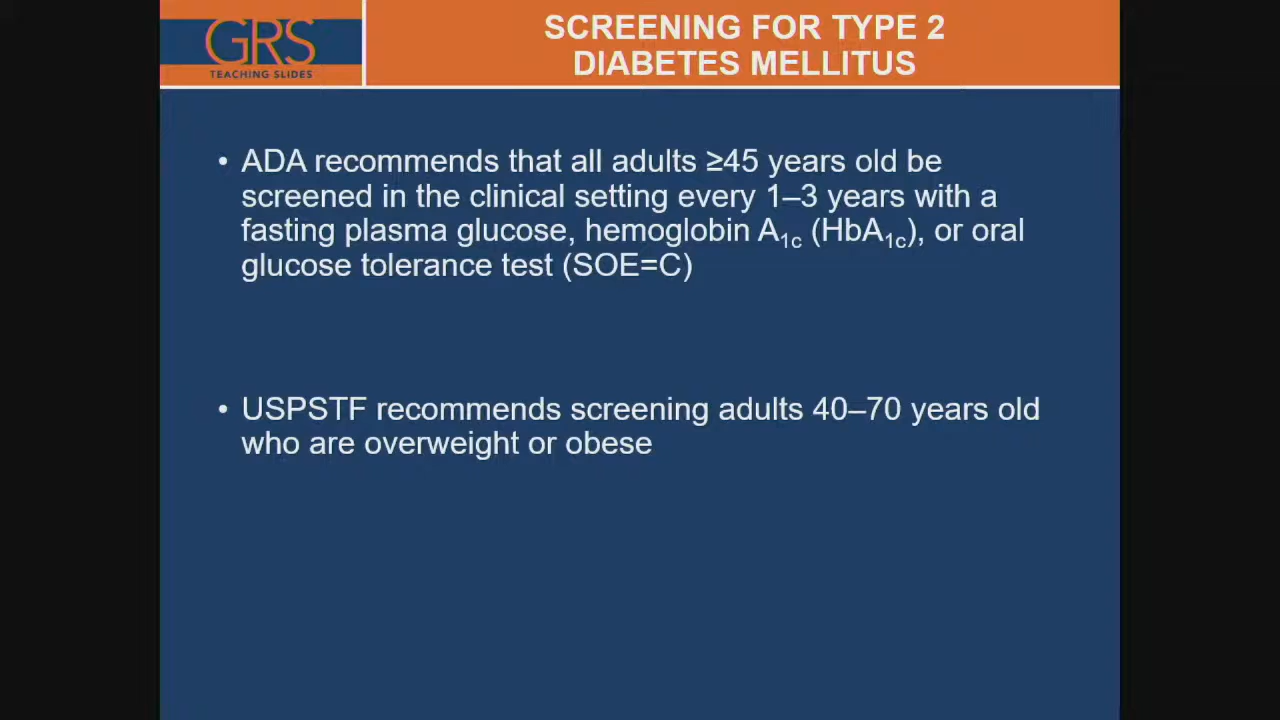 GRS
TEACHING SLIDES
SCREENING FOR TYPE 2
DIABETES MELLITUS
• ADA recommends that all adults ≥45 years old be
screened in the clinical setting every 1–3 years with a
fasting plasma glucose, hemoglobin A1c (HbA1c), or oral
glucose tolerance test (SOE=C)
• USPSTF recommends screening adults 40–70 years old
who are overweight or obese